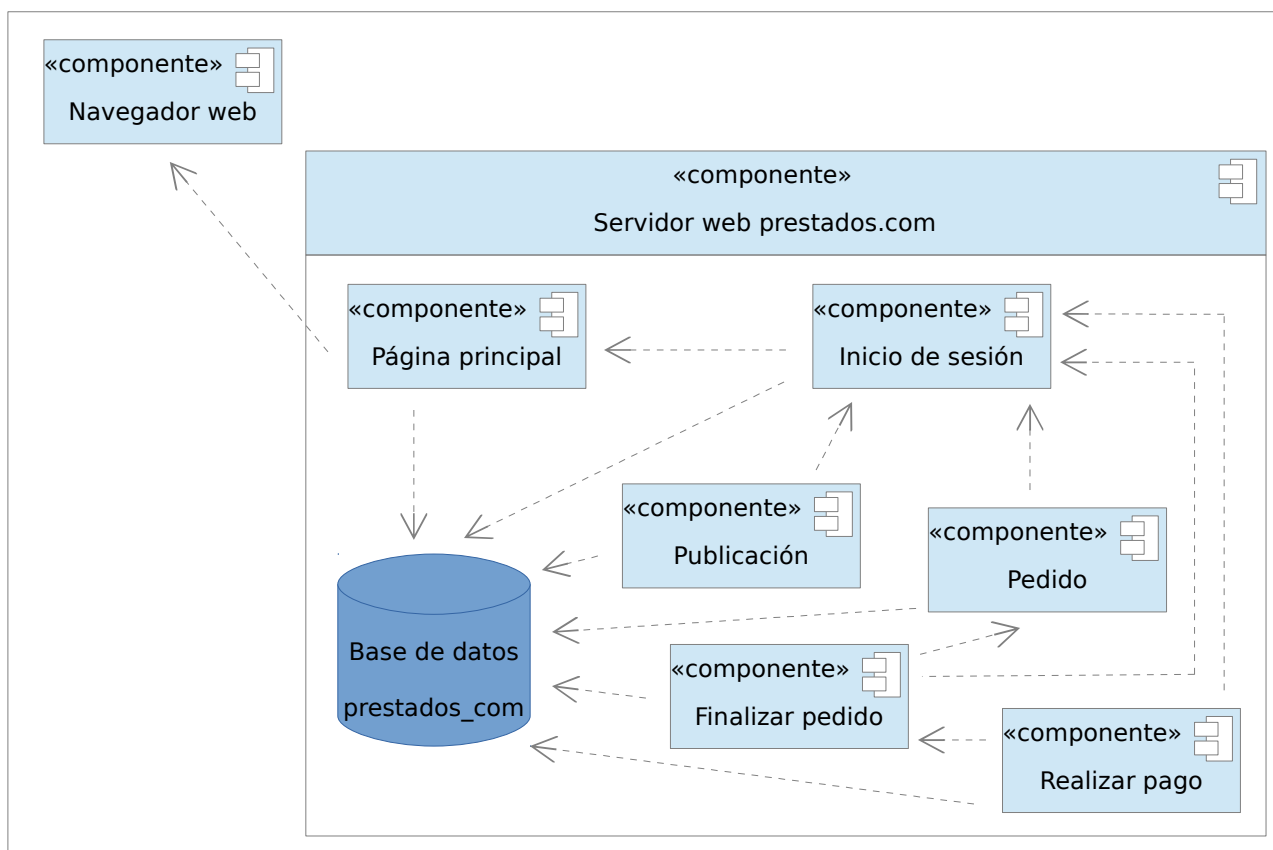 «componente»
Navegador web
«componente»
Servidor web prestados.com
«componente»
Página principal
«componente»
Inicio de sesión
«componente»
Publicación
«componente»
Pedido
Base de datos
prestados_com
«componente»
Finalizar pedido
«componente»
Realizar pago